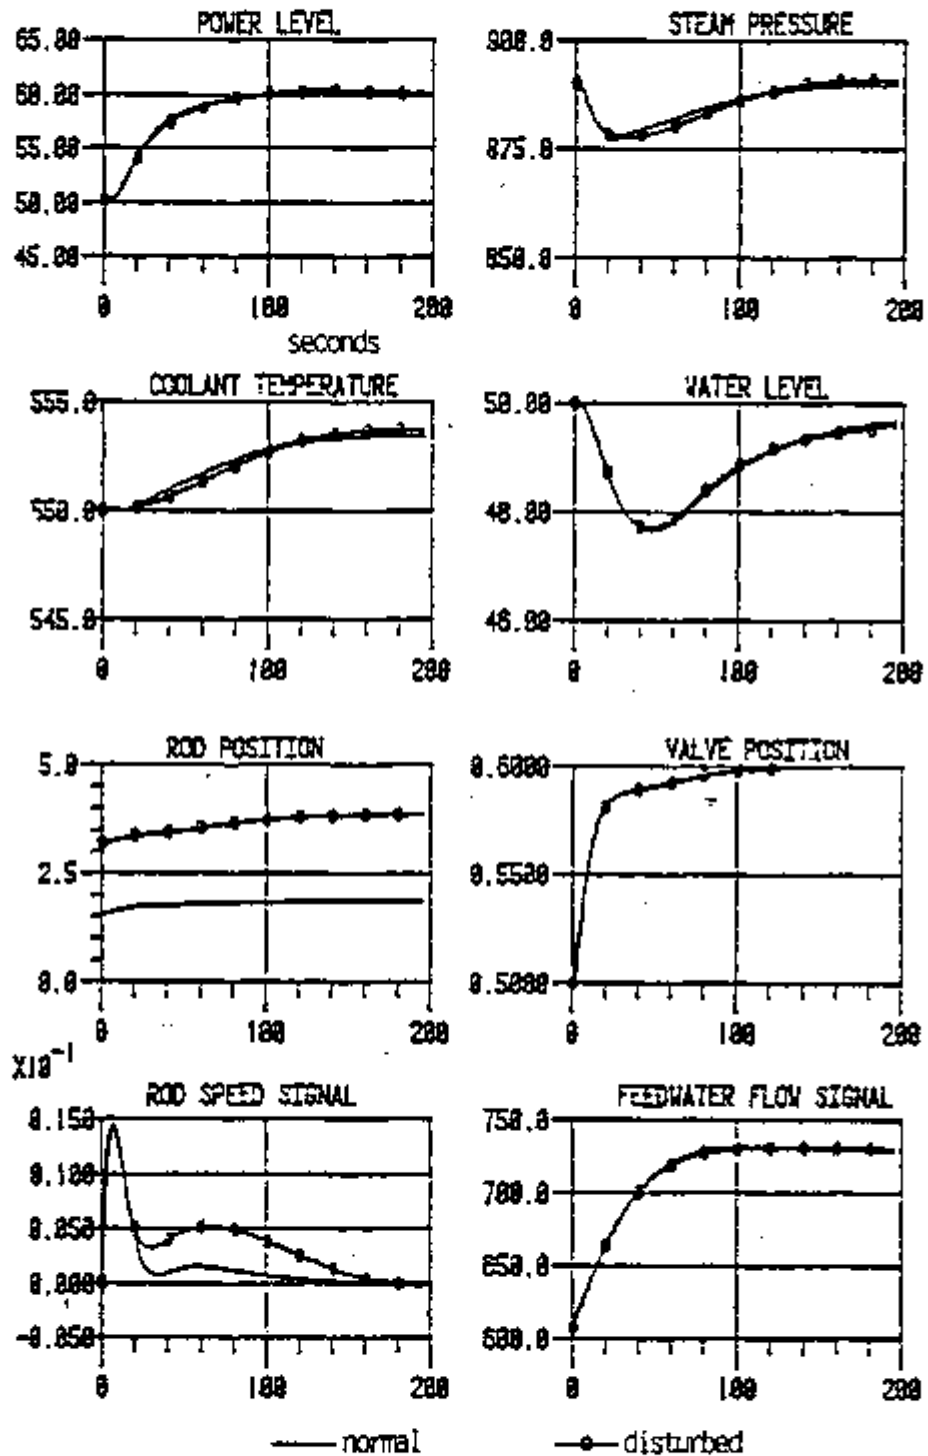 POWER LEVEL
65.00
60.00
55.00
50.00
45.00
0 100 200
seconds
STEAM PRESSURE
900.0
875.0
850.0
0 100 200
COOLANT TEMPERATURE
555.0
550.0
545.0
0 100 200
WATER LEVEL
50.00
48.00
46.00
0 100 200
ROD POSITION
5.0
2.5
0.0
0 100 200
VALVE POSITION
0.6000
0.5500
0.5000
0 100 200
X10-1
ROD SPEED SIGNAL
0.150
0.100
0.050
0.000
-0.050
0 100 200
FEEDWATER FLOW SIGNAL
750.0
700.0
650.0
600.0
0 100 200
normal
disturbed